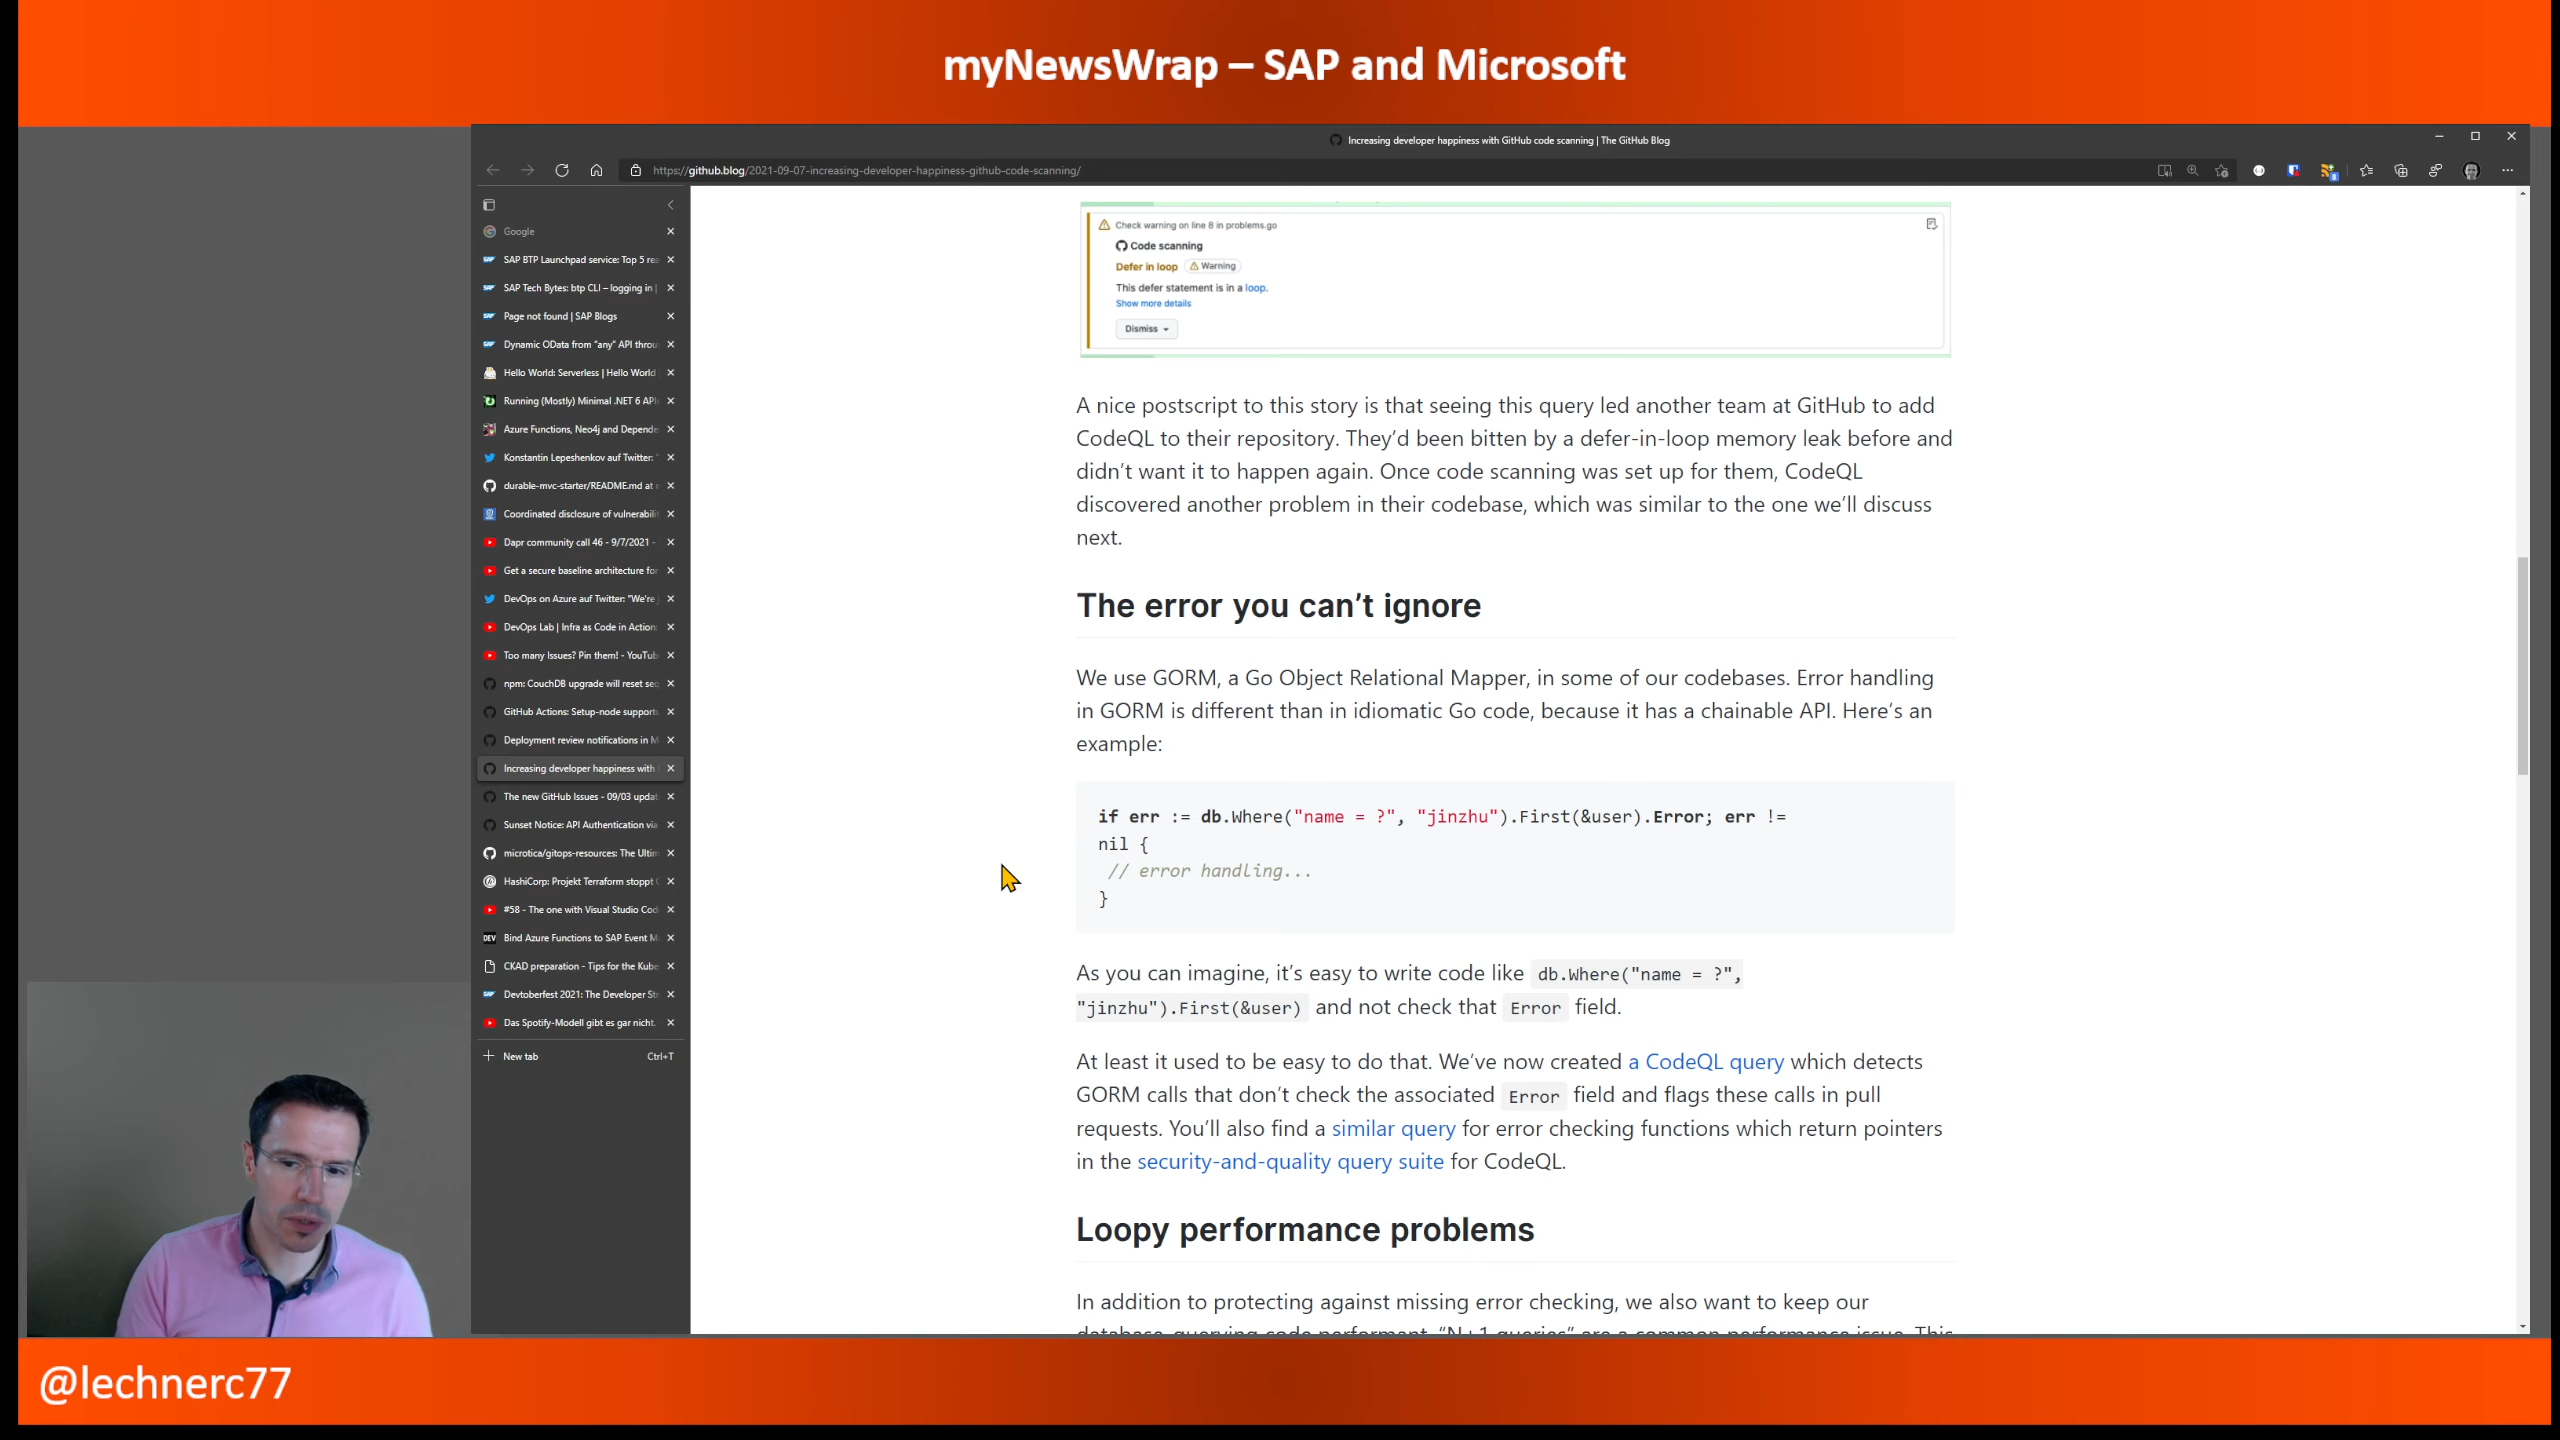 myNewsWrap – SAP and Microsoft
Increasing developer happiness with GitHub code scanning | The GitHub Blog
https://github.blog/2021-09-07-increasing-developer-happiness-github-code-scanning/
Google
SAP BTP Launchpad service: Top 5 rea
SAP Tech Bytes: btp CLI – logging in |
Page not found | SAP Blogs
Dynamic OData from "any" API throu
Hello World: Serverless | Hello World
Running (Mostly) Minimal .NET 6 API
Azure Functions, Neo4j and Depende
Konstantin Lepeshenkov auf Twitter: "
durable-mvc-starter/README.md at
Coordinated disclosure of vulnerabili
Dapr community call 46 - 9/7/2021 -
Get a secure baseline architecture for
DevOps on Azure auf Twitter: "We're
DevOps Lab | Infra as Code in Action:
Too many Issues? Pin them! - YouTub
npm: CouchDB upgrade will reset seq
GitHub Actions: Setup-node support
Deployment review notifications in M
Increasing developer happiness with
The new GitHub Issues - 09/03 updat
Sunset Notice: API Authentication via
microtica/gitops-resources: The Ultim
HashiCorp: Projekt Terraform stoppt
#58 - The one with Visual Studio Cod
DEV Bind Azure Functions to SAP Event M
CKAD preparation - Tips for the Kube
Devtoberfest 2021: The Developer St
Das Spotify-Modell gibt es gar nicht.
New tab Ctrl+T
Check warning on line 8 in problems.go
Code scanning
Defer in loop Warning
This defer statement is in a loop.
Show more details
Dismiss
A nice postscript to this story is that seeing this query led another team at GitHub to add
CodeQL to their repository. They'd been bitten by a defer-in-loop memory leak before and
didn't want it to happen again. Once code scanning was set up for them, CodeQL
discovered another problem in their codebase, which was similar to the one we'll discuss
next.
The error you can't ignore
We use GORM, a Go Object Relational Mapper, in some of our codebases. Error handling
in GORM is different than in idiomatic Go code, because it has a chainable API. Here's an
example:
if err := db.Where("name = ?", "jinzhu").First(&user).Error; err !=
nil {
// error handling...
}
As you can imagine, it's easy to write code like db.Where("name = ?",
"jinzhu").First(&user) and not check that Error field.
At least it used to be easy to do that. We've now created a CodeQL query which detects
GORM calls that don't check the associated Error field and flags these calls in pull
requests. You'll also find a similar query for error checking functions which return pointers
in the security-and-quality query suite for CodeQL.
Loopy performance problems
In addition to protecting against missing error checking, we also want to keep our
database-querying code performant. "N+1 queries" are a common performance issue. This
@lechnerc77